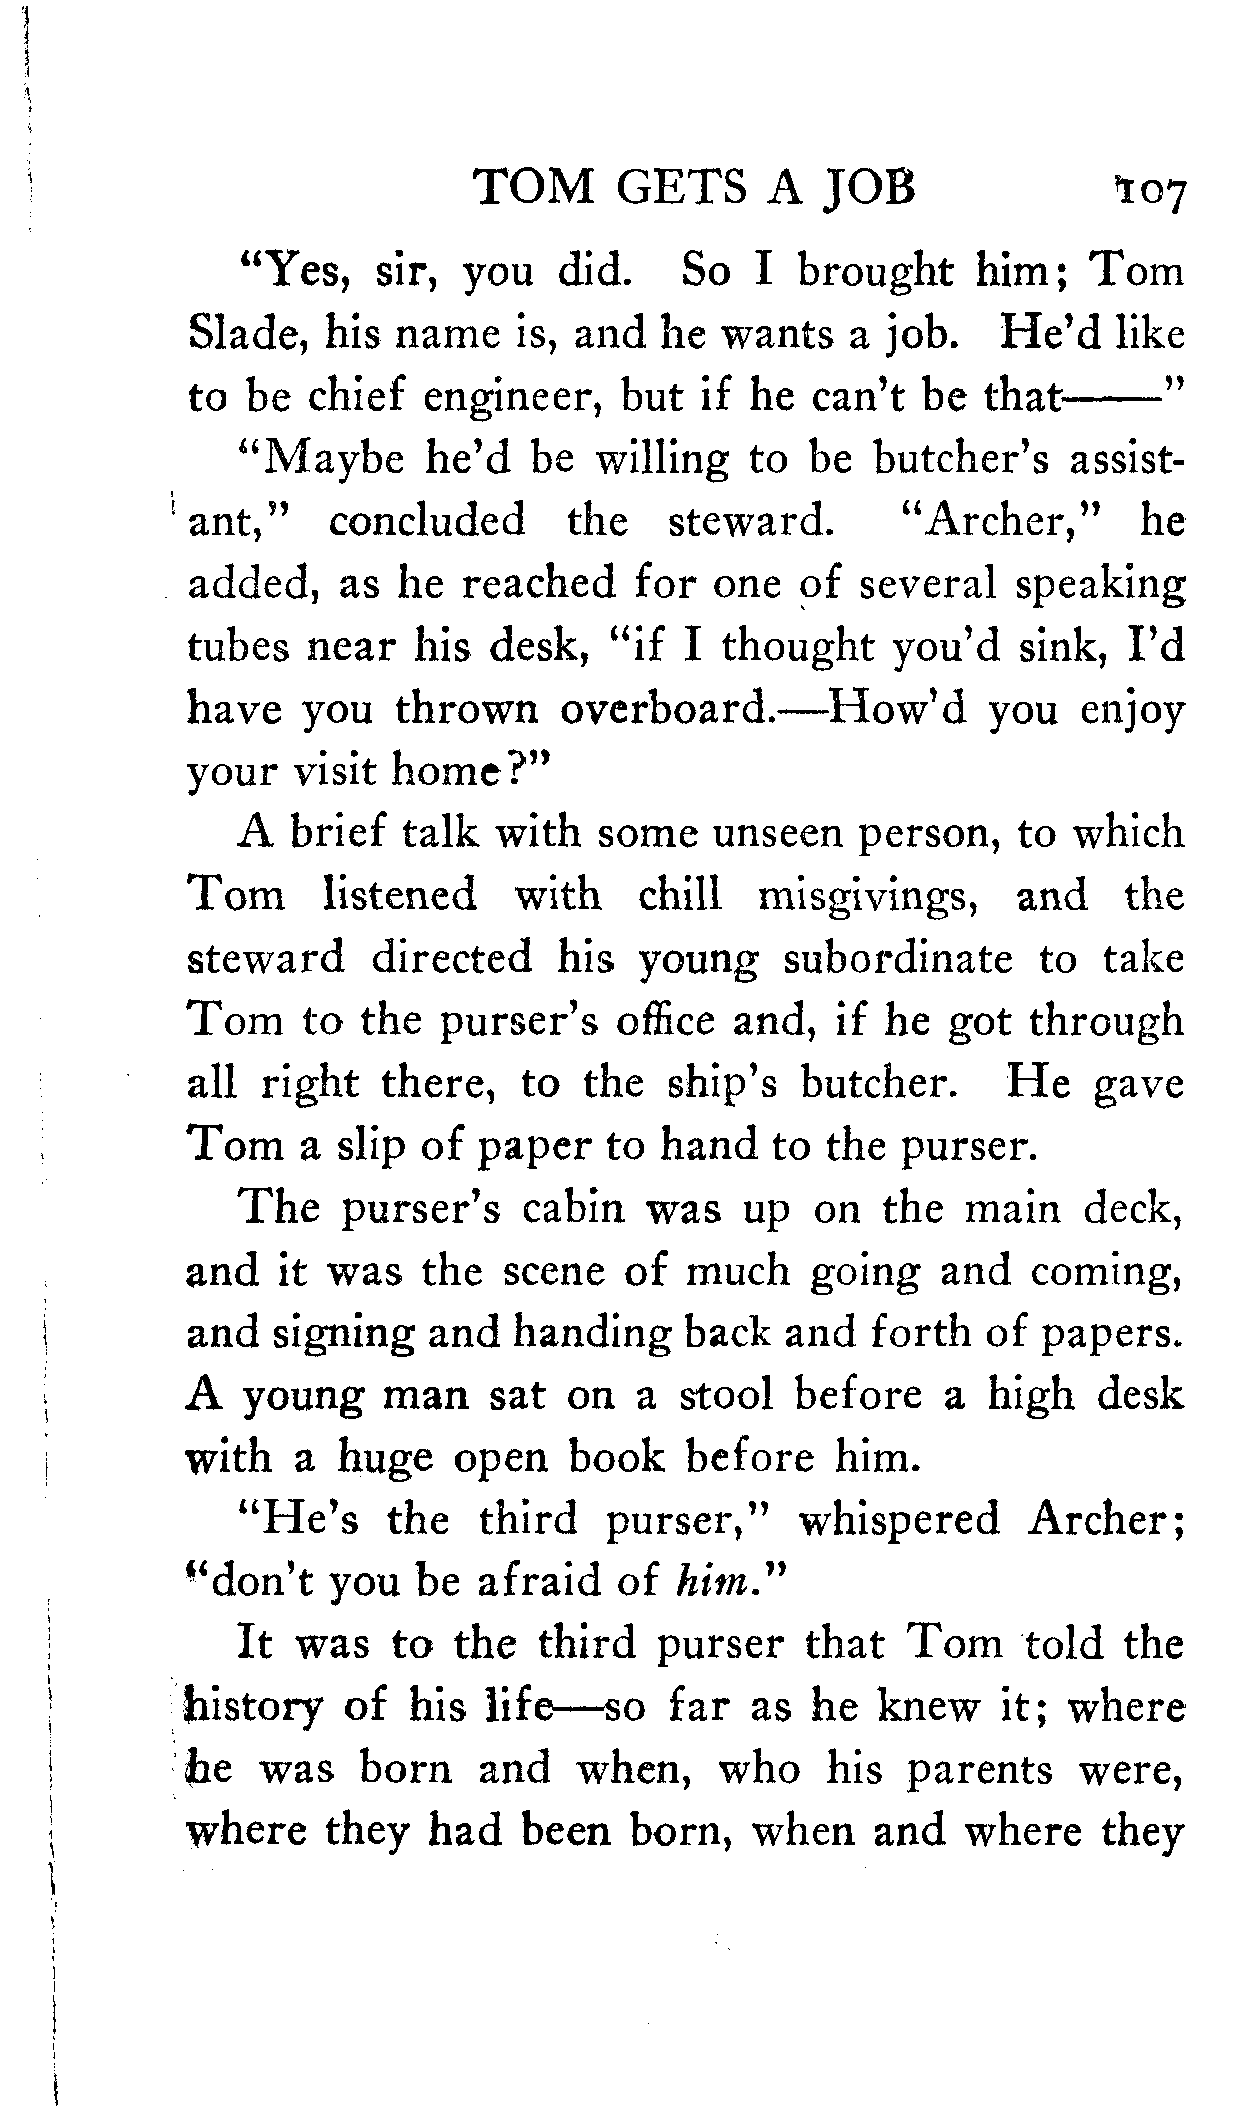 TOM GETS A JOB 107
“Yes, sir, you did. So I brought him; Tom
Slade, his name is, and he wants a job. He’d like
to be chief engineer, but if he can’t be that——”
“Maybe he’d be willing to be butcher’s assist-
ant,” concluded the steward. “Archer,” he
added, as he reached for one of several speaking
tubes near his desk, “if I thought you’d sink, I’d
have you thrown overboard.—How’d you enjoy
your visit home?”
A brief talk with some unseen person, to which
Tom listened with chill misgivings, and the
steward directed his young subordinate to take
Tom to the purser’s office and, if he got through
all right there, to the ship’s butcher. He gave
Tom a slip of paper to hand to the purser.
The purser’s cabin was up on the main deck,
and it was the scene of much going and coming,
and signing and handing back and forth of papers.
A young man sat on a stool before a high desk
with a huge open book before him.
“He’s the third purser,” whispered Archer;
“don’t you be afraid of him.”
It was to the third purser that Tom told the
history of his life—so far as he knew it; where
he was born and when, who his parents were,
where they had been born, when and where they